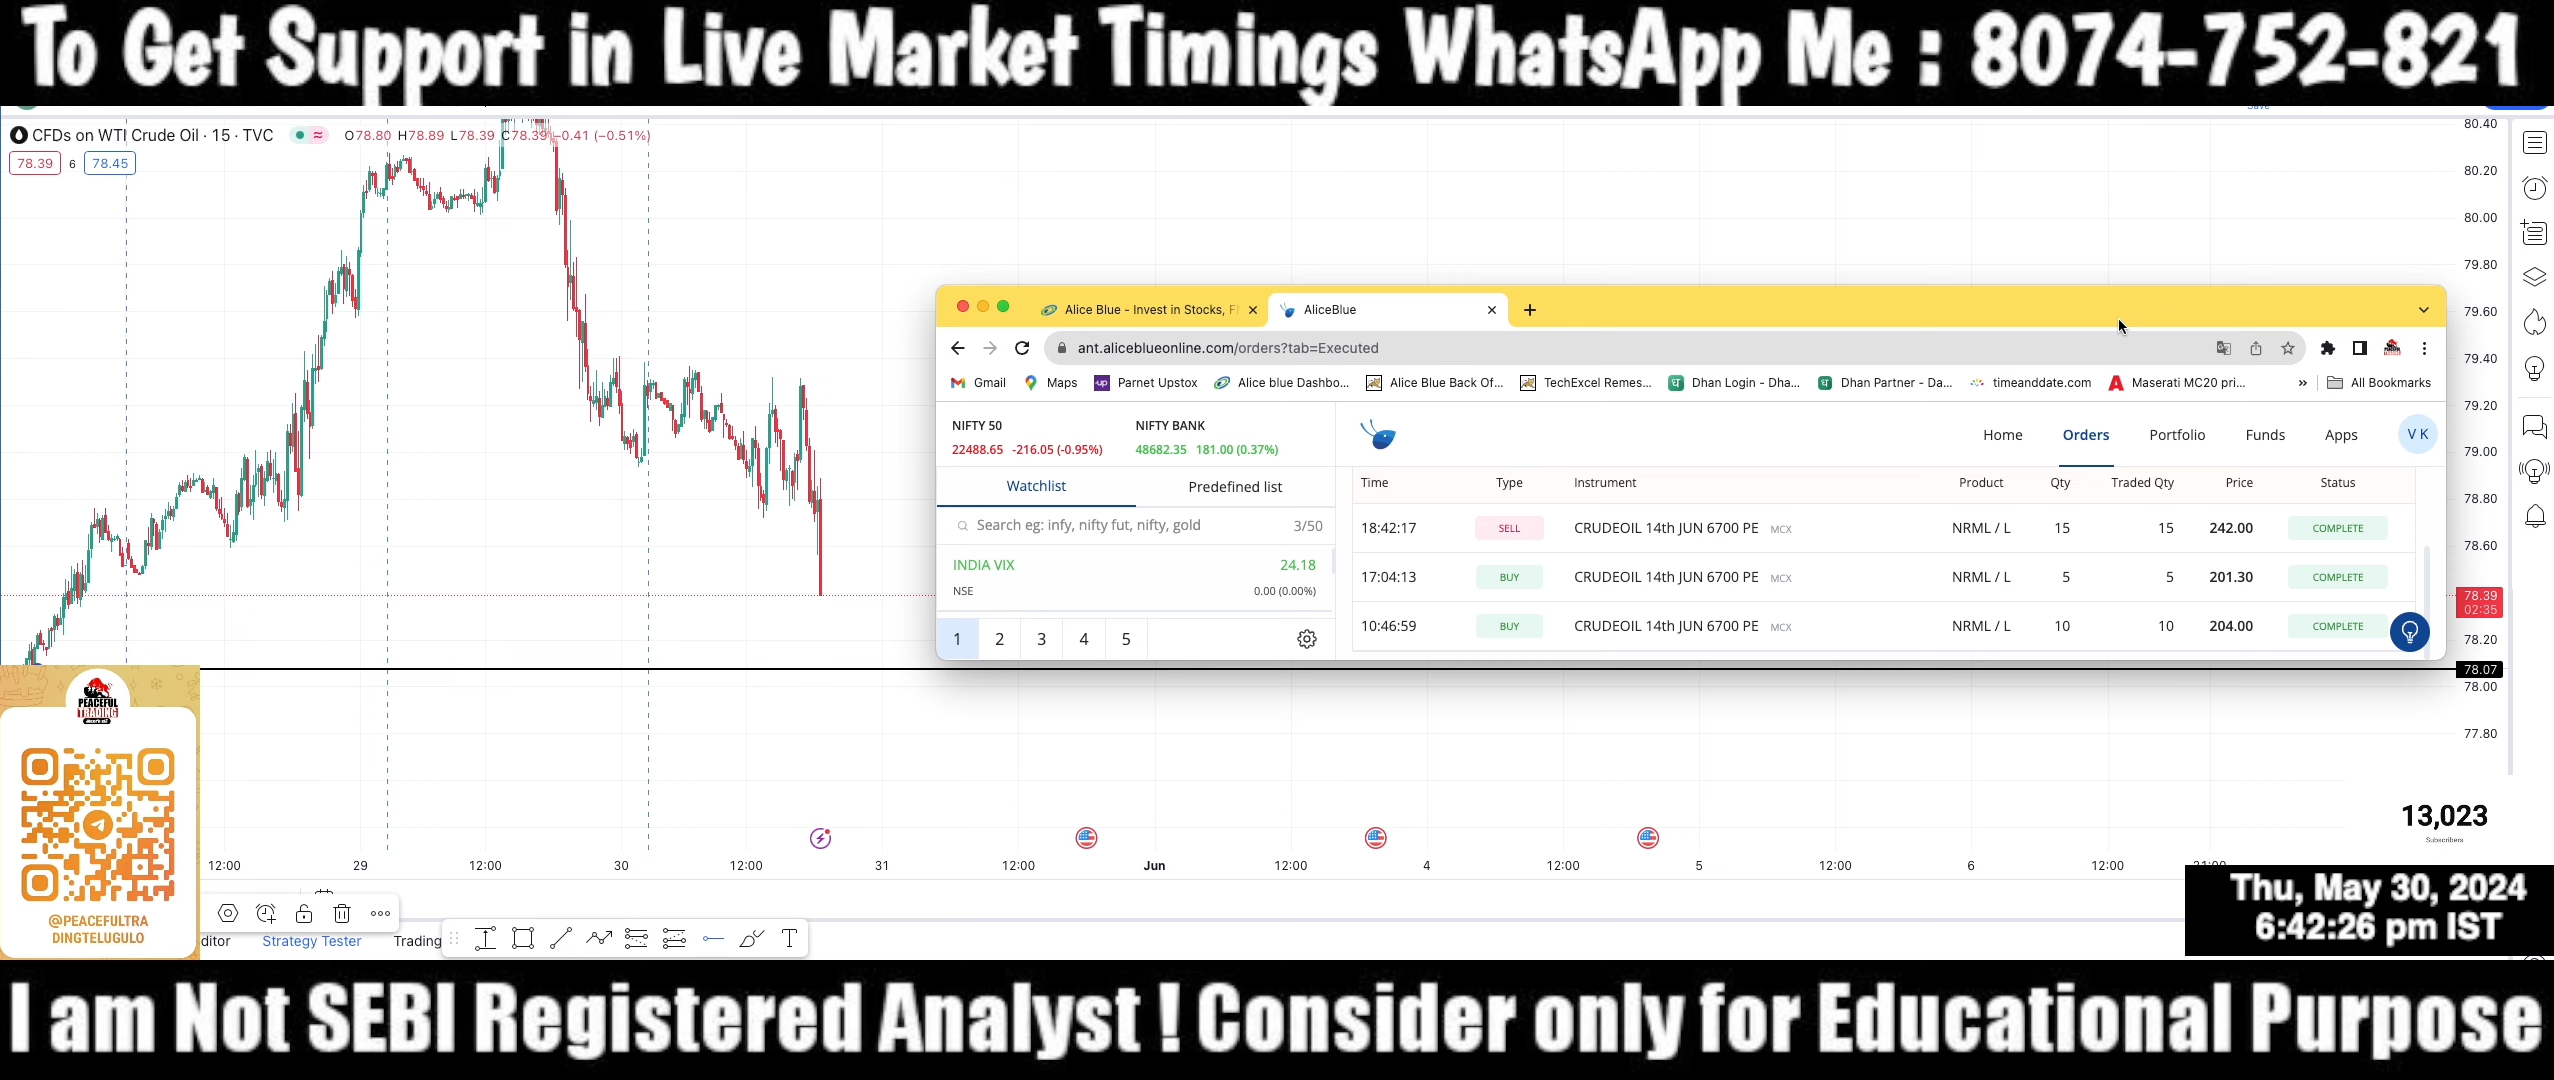 To Get Support in Live Market Timings WhatsApp Me : 8074-752-821
CFDs on WTI Crude Oil · 15 · TVC O78.80 H78.89 L78.39 C78.39 −0.41 (−0.51%)
78.39 6 78.45
80.40
80.20
80.00
79.80
79.60
79.40
79.20
79.00
78.80
78.60
78.39
02:35
78.20
78.07
78.00
77.80
Alice Blue - Invest in Stocks, F
AliceBlue
ant.aliceblueonline.com/orders?tab=Executed
Gmail Maps Parnet Upstox Alice blue Dashbo... Alice Blue Back Of... TechExcel Remes... Dhan Login - Dha... Dhan Partner - Da... timeanddate.com Maserati MC20 pri... » All Bookmarks
NIFTY 50 NIFTY BANK
22488.65 -216.05 (-0.95%) 48682.35 181.00 (0.37%)
Home Orders Portfolio Funds Apps V K
Watchlist Predefined list
Search eg: infy, nifty fut, nifty, gold 3/50
INDIA VIX 24.18
NSE 0.00 (0.00%)
1 2 3 4 5
Time Type Instrument Product Qty Traded Qty Price Status
18:42:17 SELL CRUDEOIL 14th JUN 6700 PE MCX NRML / L 15 15 242.00 COMPLETE
17:04:13 BUY CRUDEOIL 14th JUN 6700 PE MCX NRML / L 5 5 201.30 COMPLETE
10:46:59 BUY CRUDEOIL 14th JUN 6700 PE MCX NRML / L 10 10 204.00 COMPLETE
PEACEFUL
TRADING
@PEACEFULTRA
DINGTELUGULO
13,023
Subscribers
12:00 29 12:00 30 12:00 31 12:00 Jun 12:00 4 12:00 5 12:00 6 12:00
ditor Strategy Tester Trading
Thu, May 30, 2024
6:42:26 pm IST
I am Not SEBI Registered Analyst ! Consider only for Educational Purpose